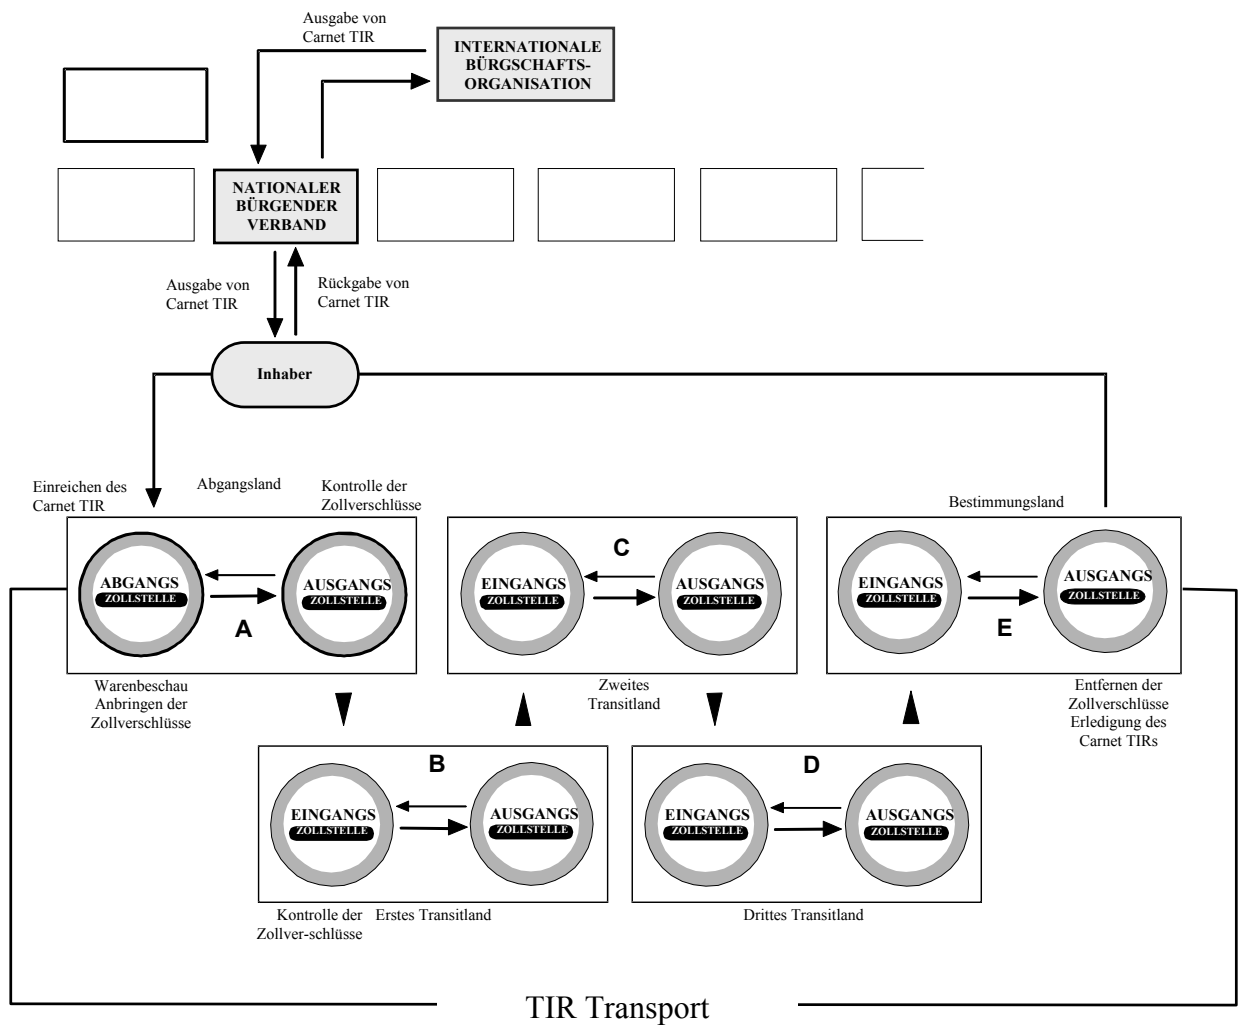 Ausgabe von
Carnet TIR
INTERNATIONALE
BÜRGSCHAFTS-
ORGANISATION
NATIONALER
BÜRGENDER
VERBAND
Ausgabe von
Carnet TIR
Rückgabe von
Carnet TIR
Inhaber
Einreichen des
Carnet TIR
Abgangsland
Kontrolle der
Zollverschlüsse
Bestimmungsland
ABGANGS
ZOLLSTELLE
A
AUSGANGS
ZOLLSTELLE
EINGANGS
ZOLLSTELLE
C
AUSGANGS
ZOLLSTELLE
EINGANGS
ZOLLSTELLE
E
AUSGANGS
ZOLLSTELLE
Warenbeschau
Anbringen der
Zollverschlüsse
Zweites
Transitland
Entfernen der
Zollverschlüsse
Erledigung des
Carnet TIRs
EINGANGS
ZOLLSTELLE
B
AUSGANGS
ZOLLSTELLE
EINGANGS
ZOLLSTELLE
D
AUSGANGS
ZOLLSTELLE
Kontrolle der
Zollver-schlüsse
Erstes Transitland
Drittes Transitland
TIR Transport